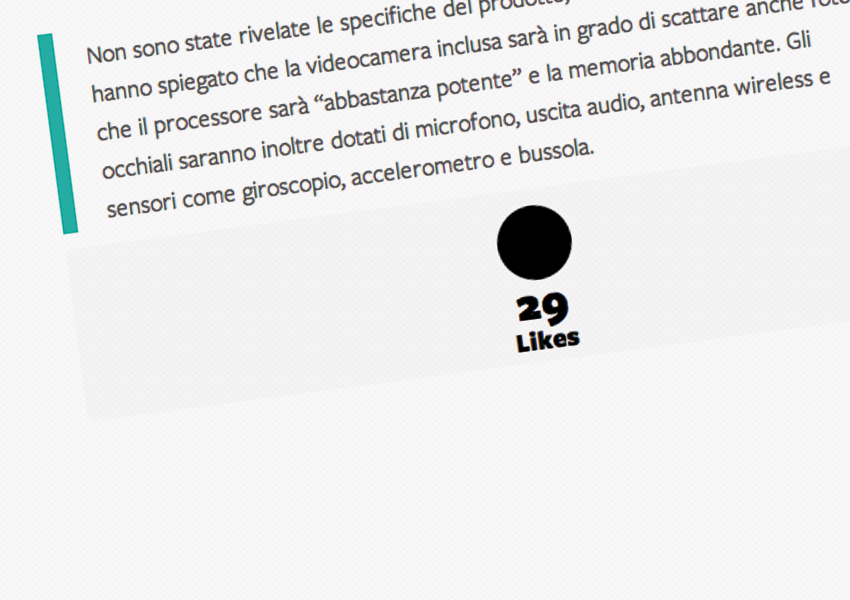 Non sono state rivelate le specifiche del prodotto,
hanno spiegato che la videocamera inclusa sarà in grado di scattare anche foto
che il processore sarà “abbastanza potente” e la memoria abbondante. Gli
occhiali saranno inoltre dotati di microfono, uscita audio, antenna wireless e
sensori come giroscopio, accelerometro e bussola.
29
Likes